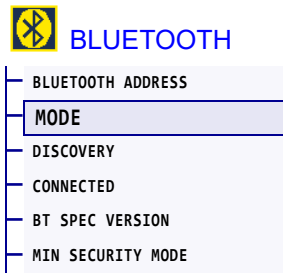 BLUETOOTH
BLUETOOTH ADDRESS
MODE
DISCOVERY
CONNECTED
BT SPEC VERSION
MIN SECURITY MODE